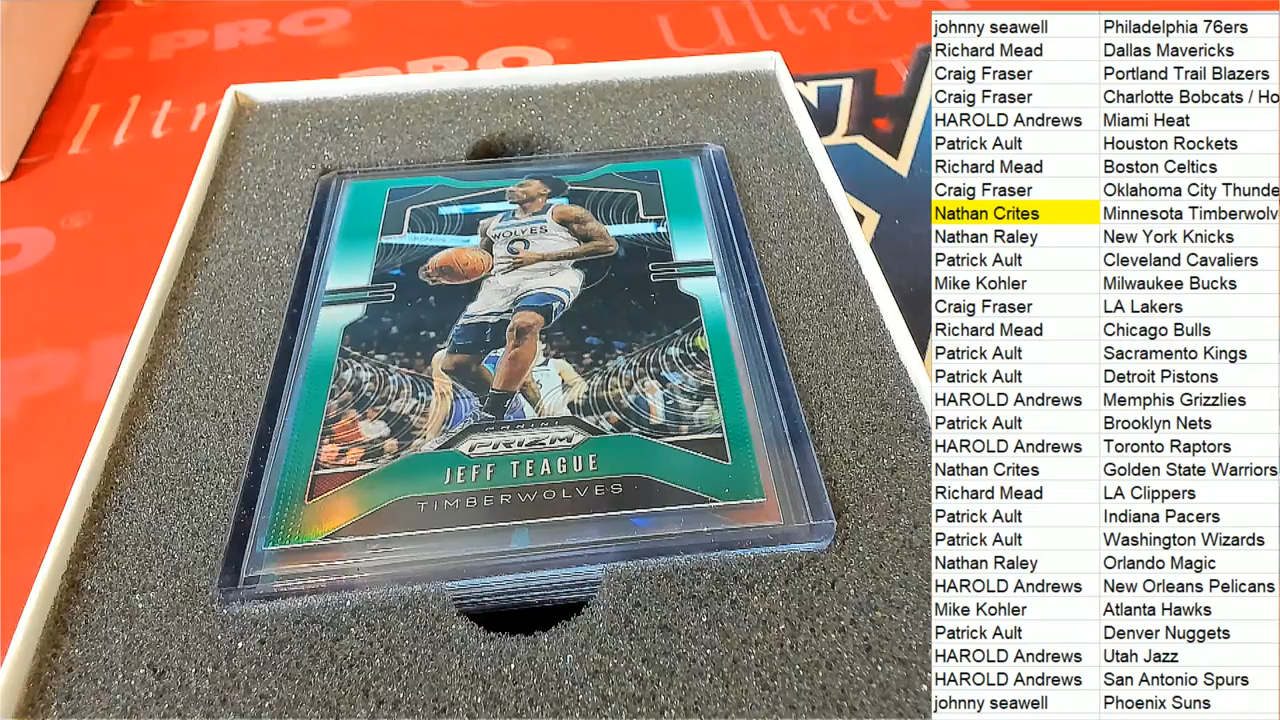 PRO
Ultra PRO
Ultra
PRO
WOLVES
0
PANINI
PRIZM
JEFF TEAGUE
TIMBERWOLVES
johnny seawell Philadelphia 76ers
Richard Mead Dallas Mavericks
Craig Fraser Portland Trail Blazers
Craig Fraser Charlotte Bobcats / Ho
HAROLD Andrews Miami Heat
Patrick Ault Houston Rockets
Richard Mead Boston Celtics
Craig Fraser Oklahoma City Thunde
Nathan Crites Minnesota Timberwolv
Nathan Raley New York Knicks
Patrick Ault Cleveland Cavaliers
Mike Kohler Milwaukee Bucks
Craig Fraser LA Lakers
Richard Mead Chicago Bulls
Patrick Ault Sacramento Kings
Patrick Ault Detroit Pistons
HAROLD Andrews Memphis Grizzlies
Patrick Ault Brooklyn Nets
HAROLD Andrews Toronto Raptors
Nathan Crites Golden State Warriors
Richard Mead LA Clippers
Patrick Ault Indiana Pacers
Patrick Ault Washington Wizards
Nathan Raley Orlando Magic
HAROLD Andrews New Orleans Pelicans
Mike Kohler Atlanta Hawks
Patrick Ault Denver Nuggets
HAROLD Andrews Utah Jazz
HAROLD Andrews San Antonio Spurs
johnny seawell Phoenix Suns